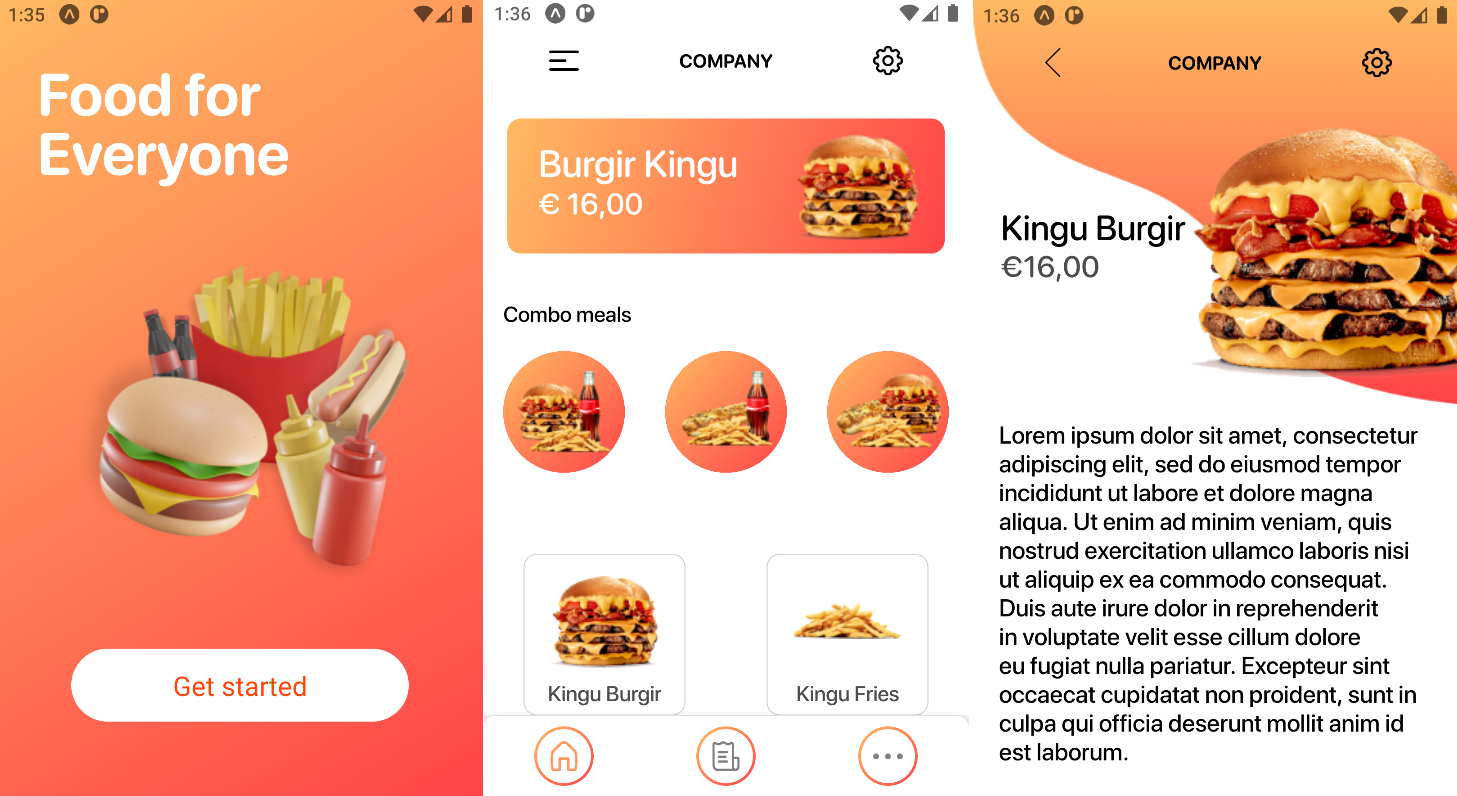 1:35
Food for
Everyone
Get started
1:36
COMPANY
Burgir Kingu
€ 16,00
Combo meals
Kingu Burgir
Kingu Fries
1:36
COMPANY
Kingu Burgir
€16,00
Lorem ipsum dolor sit amet, consectetur
adipiscing elit, sed do eiusmod tempor
incididunt ut labore et dolore magna
aliqua. Ut enim ad minim veniam, quis
nostrud exercitation ullamco laboris nisi
ut aliquip ex ea commodo consequat.
Duis aute irure dolor in reprehenderit
in voluptate velit esse cillum dolore
eu fugiat nulla pariatur. Excepteur sint
occaecat cupidatat non proident, sunt in
culpa qui officia deserunt mollit anim id
est laborum.